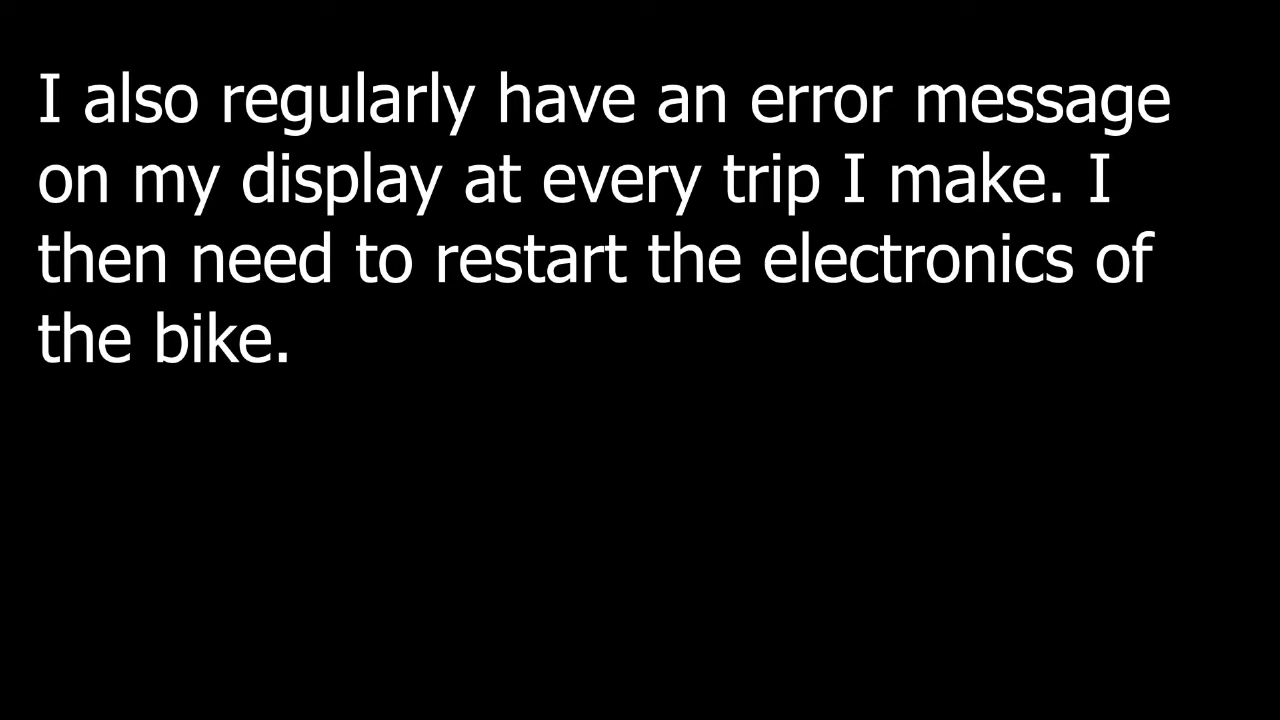 I also regularly have an error message
on my display at every trip I make. I
then need to restart the electronics of
the bike.